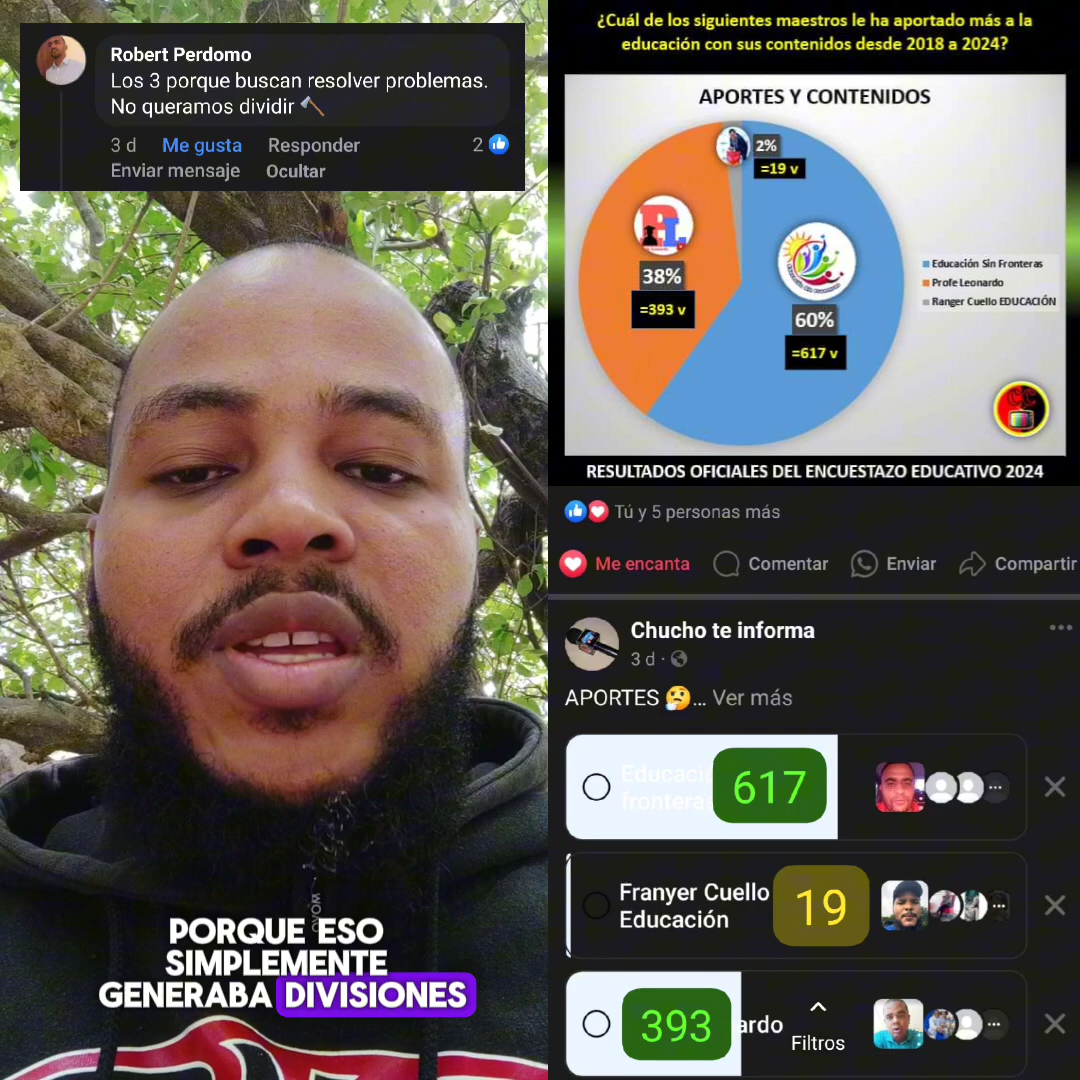 Robert Perdomo
Los 3 porque buscan resolver problemas.
No queramos dividir
3 d Me gusta Responder 2
Enviar mensaje Ocultar
PORQUE ESO
SIMPLEMENTE
GENERABA DIVISIONES
¿Cuál de los siguientes maestros le ha aportado más a la
educación con sus contenidos desde 2018 a 2024?
APORTES Y CONTENIDOS
2%
=19 v
38%
=393 v
60%
=617 v
Educación Sin Fronteras
Profe Leonardo
Ranger Cuello EDUCACIÓN
RESULTADOS OFICIALES DEL ENCUESTAZO EDUCATIVO 2024
Tú y 5 personas más
Me encanta Comentar Enviar Compartir
Chucho te informa
3 d
APORTES ... Ver más
617
Franyer Cuello
Educación
19
393
ardo
Filtros